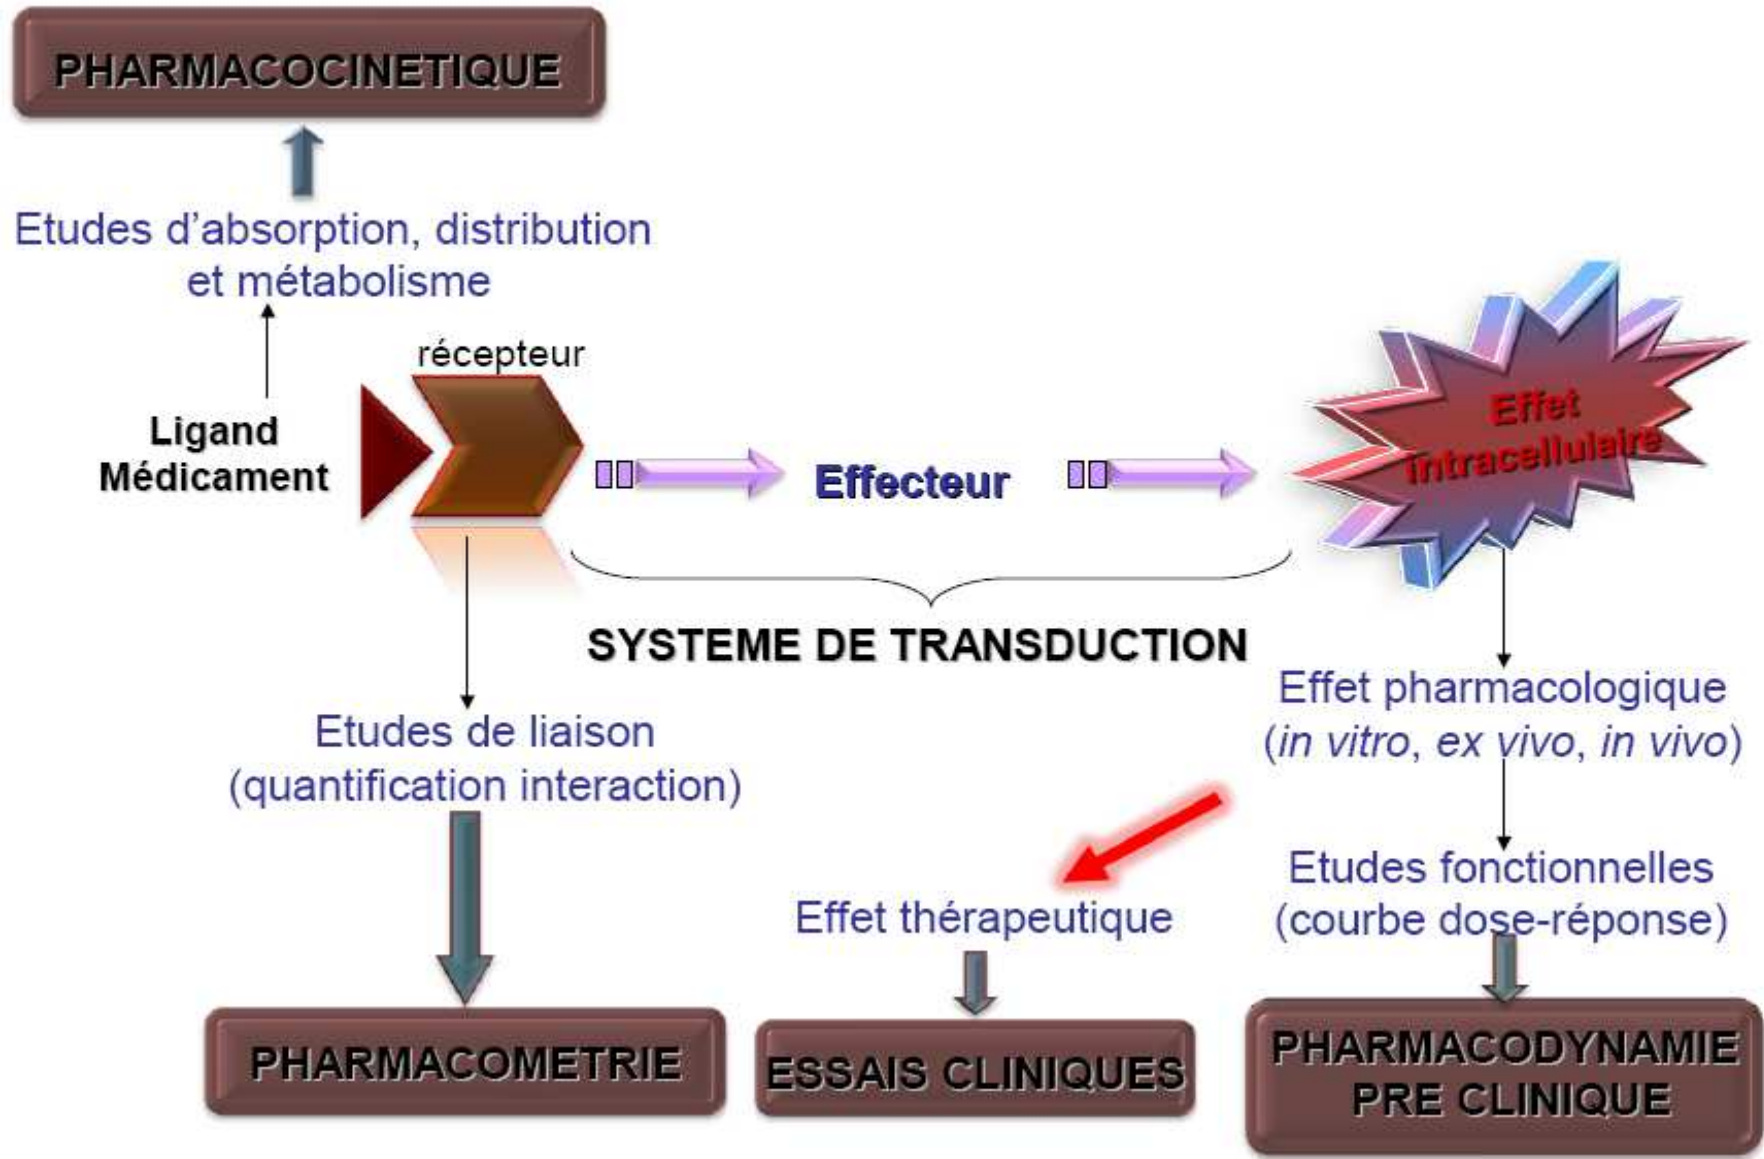 PHARMACOCINETIQUE
Etudes d'absorption, distribution
et métabolisme
récepteur
Ligand
Médicament
Effecteur
Effet
intracellulaire
SYSTEME DE TRANSDUCTION
Etudes de liaison
(quantification interaction)
Effet pharmacologique
(in vitro, ex vivo, in vivo)
Effet thérapeutique
Etudes fonctionnelles
(courbe dose-réponse)
PHARMACOMETRIE
ESSAIS CLINIQUES
PHARMACODYNAMIE
PRE CLINIQUE